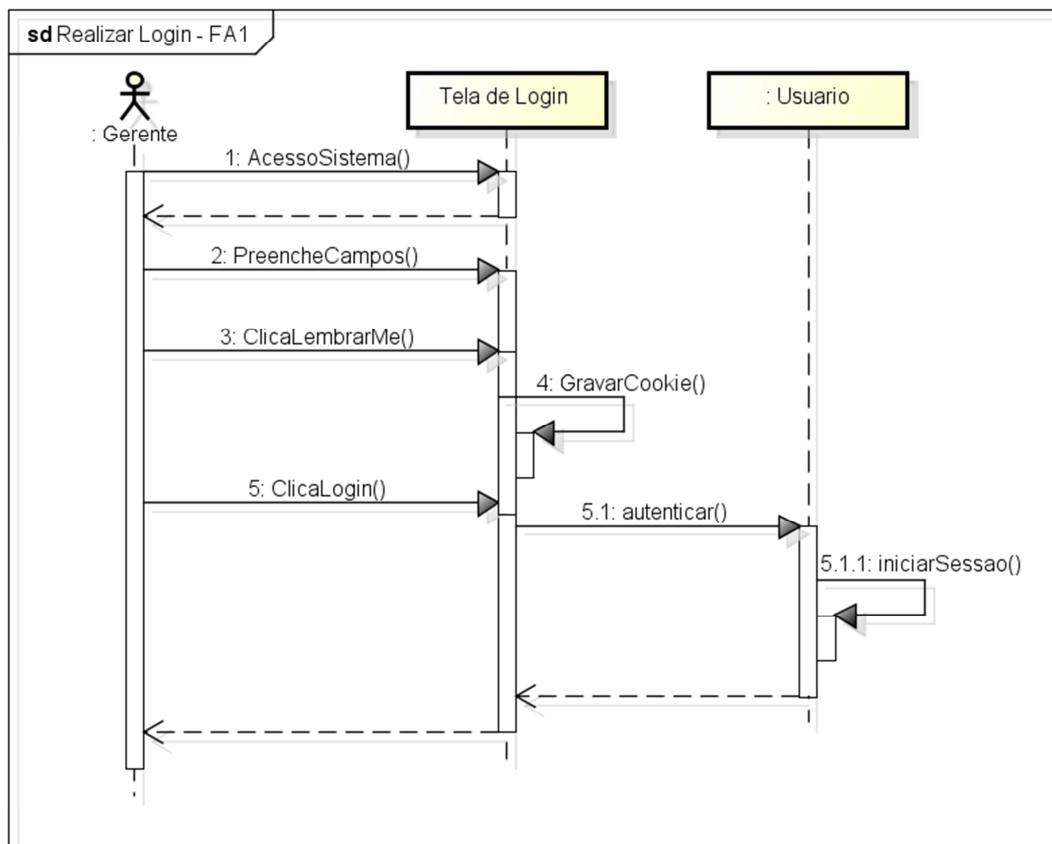 sd Realizar Login - FA1
: Gerente
Tela de Login
: Usuario
1: AcessoSistema()
2: PreencheCampos()
3: ClicaLembrarMe()
4: GravarCookie()
5: ClicaLogin()
5.1: autenticar()
5.1.1: iniciarSessao()